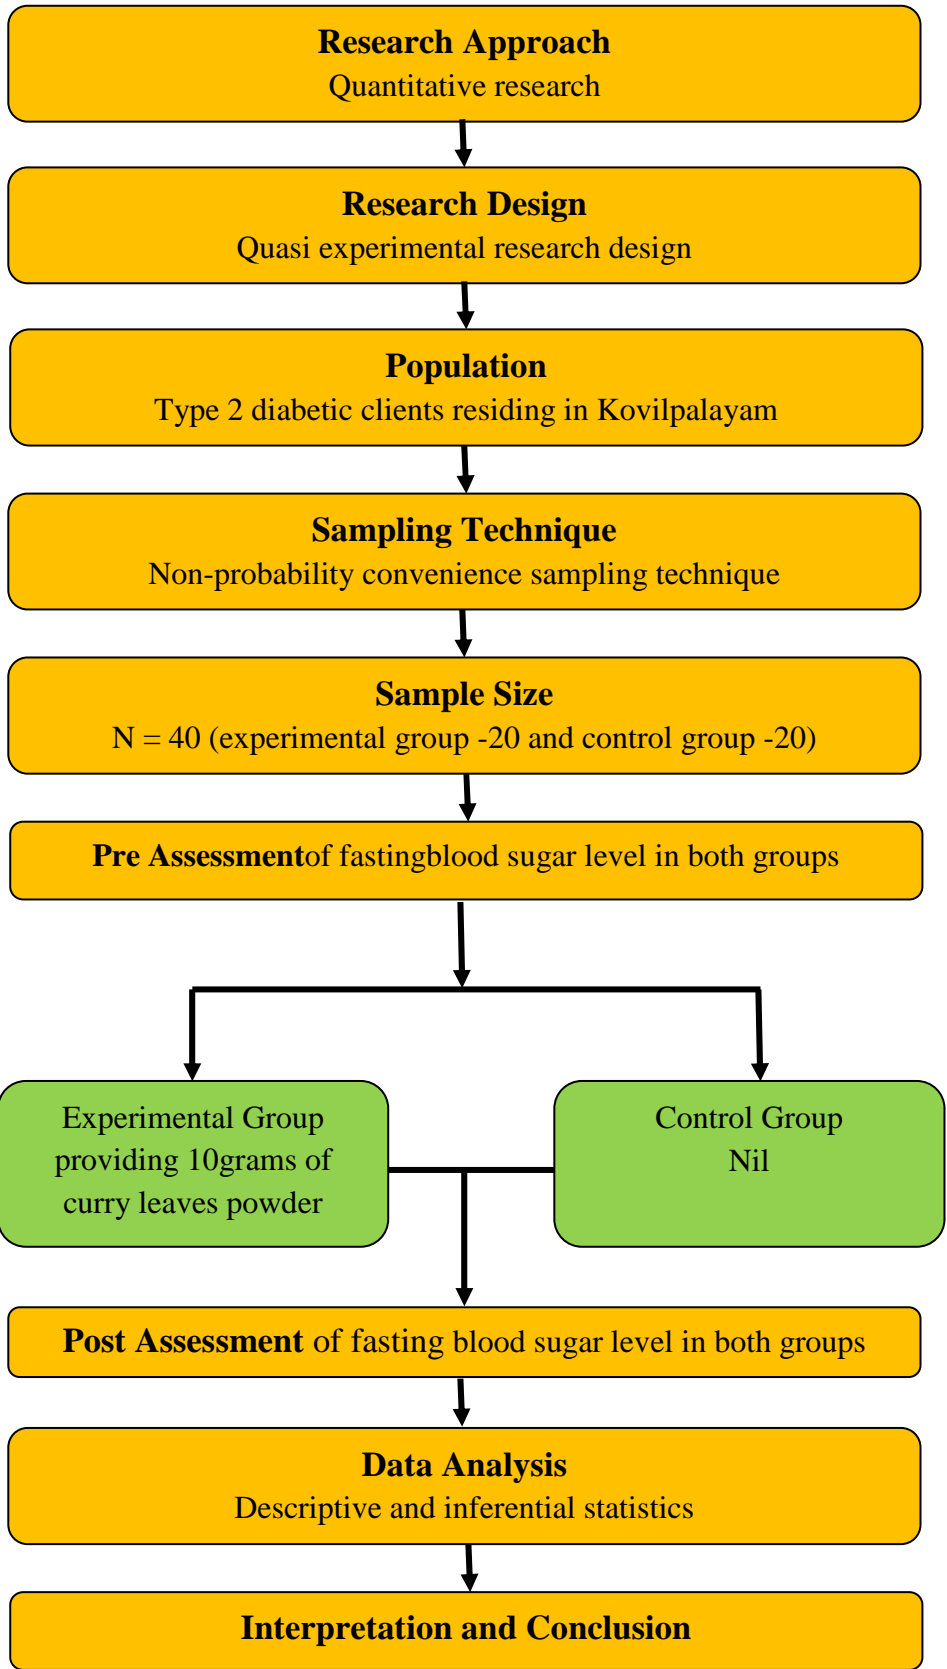 Research Approach
Quantitative research
Research Design
Quasi experimental research design
Population
Type 2 diabetic clients residing in Kovilpalayam
Sampling Technique
Non-probability convenience sampling technique
Sample Size
N = 40 (experimental group -20 and control group -20)
Pre Assessmentof fastingblood sugar level in both groups
Experimental Group
providing 10grams of
curry leaves powder
Control Group
Nil
Post Assessment of fasting blood sugar level in both groups
Data Analysis
Descriptive and inferential statistics
Interpretation and Conclusion